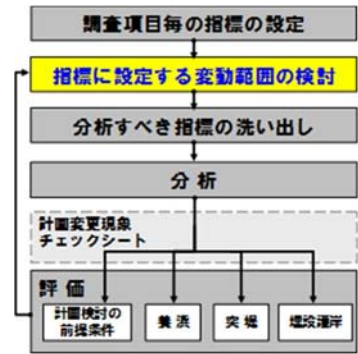 調査項目毎の指標の設定
指標に設定する変動範囲の検討
分析すべき指標の洗い出し
分 析
計画変更現象
チェックシート
評 価
計画検討の
前提条件
養 浜
突 堤
埋設護岸